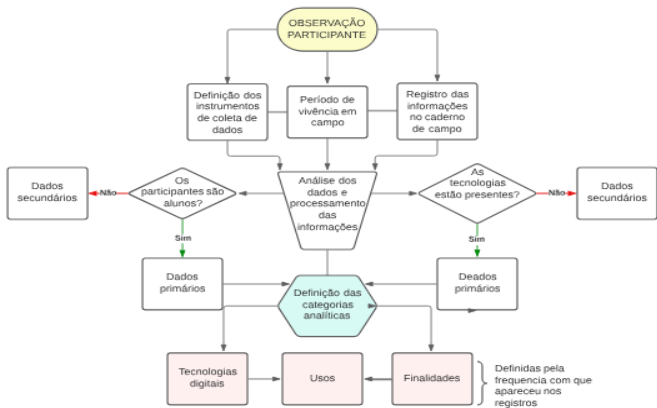 OBSERVAÇÃO
PARTICIPANTE
Definição dos
instrumentos
de coleta de
dados
Período de
vivência em
campo
Registro das
informações
no caderno
de campo
Dados
secundários
Não
Os
participantes são
alunos?
Análise dos
dados e
processamento
das
informações
As
tecnologias
estão presentes?
Não
Dados
secundários
Sim
Sim
Dados
primários
Deados
primários
Definição das
categorias
analíticas
Tecnologias
digitais
Usos
Finalidades
Definidas pela
frequencia com que
apareceu nos
registros